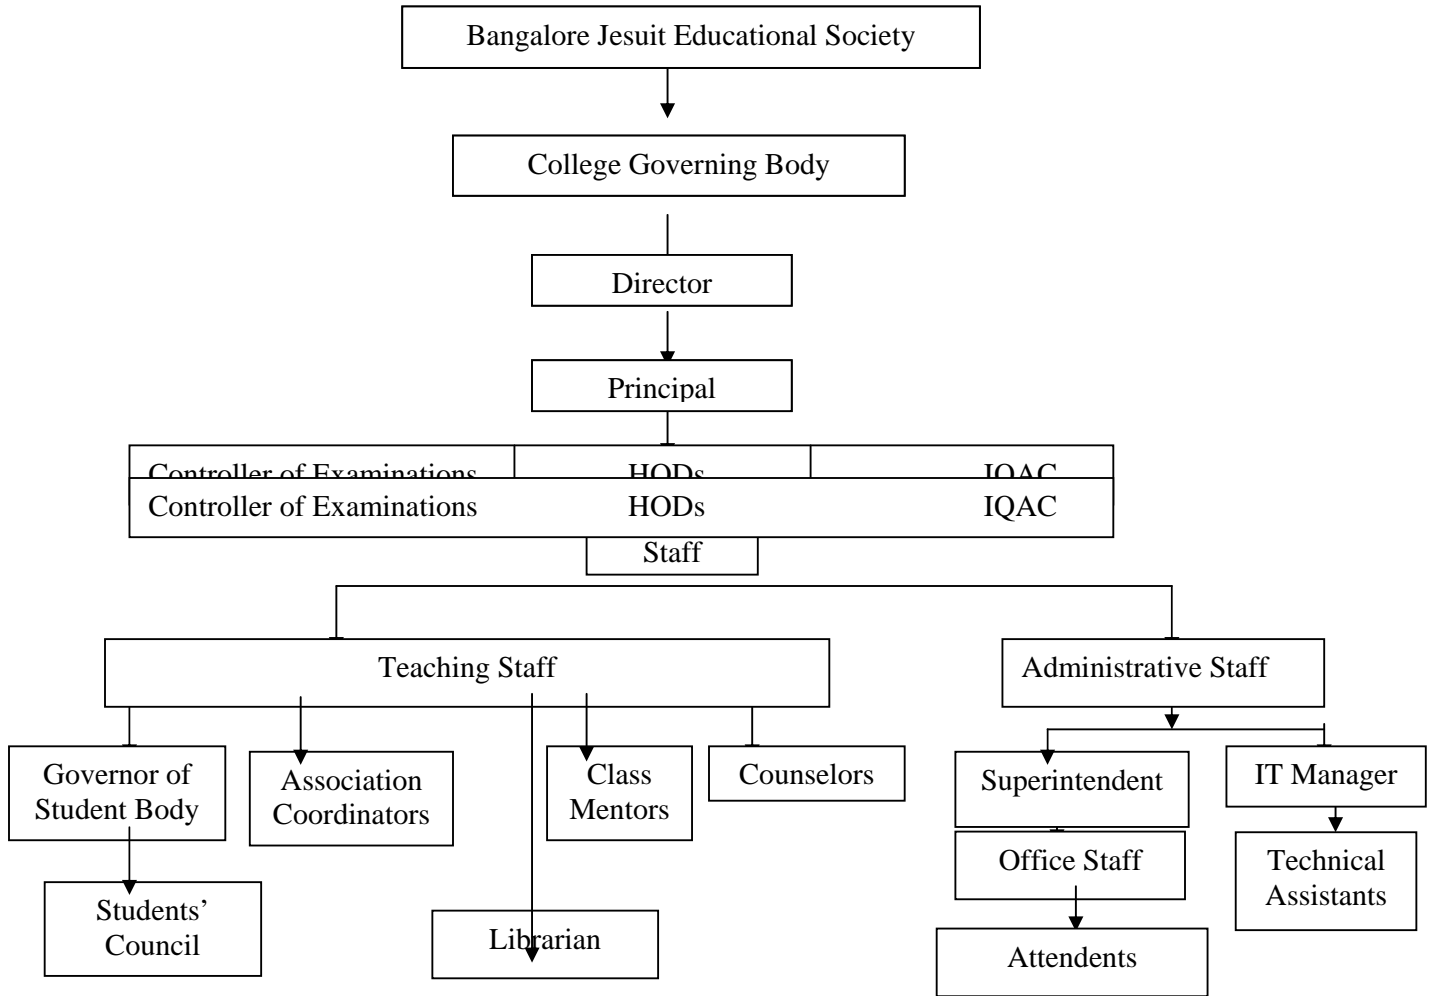 Bangalore Jesuit Educational Society
College Governing Body
Director
Principal
Controller of Examinations HODs IQAC
Controller of Examinations HODs IQAC
Staff
Teaching Staff
Administrative Staff
Governor of
Student Body
Association
Coordinators
Class
Mentors
Counselors
Superintendent
IT Manager
Office Staff
Technical
Assistants
Students’
Council
Librarian
Attendents